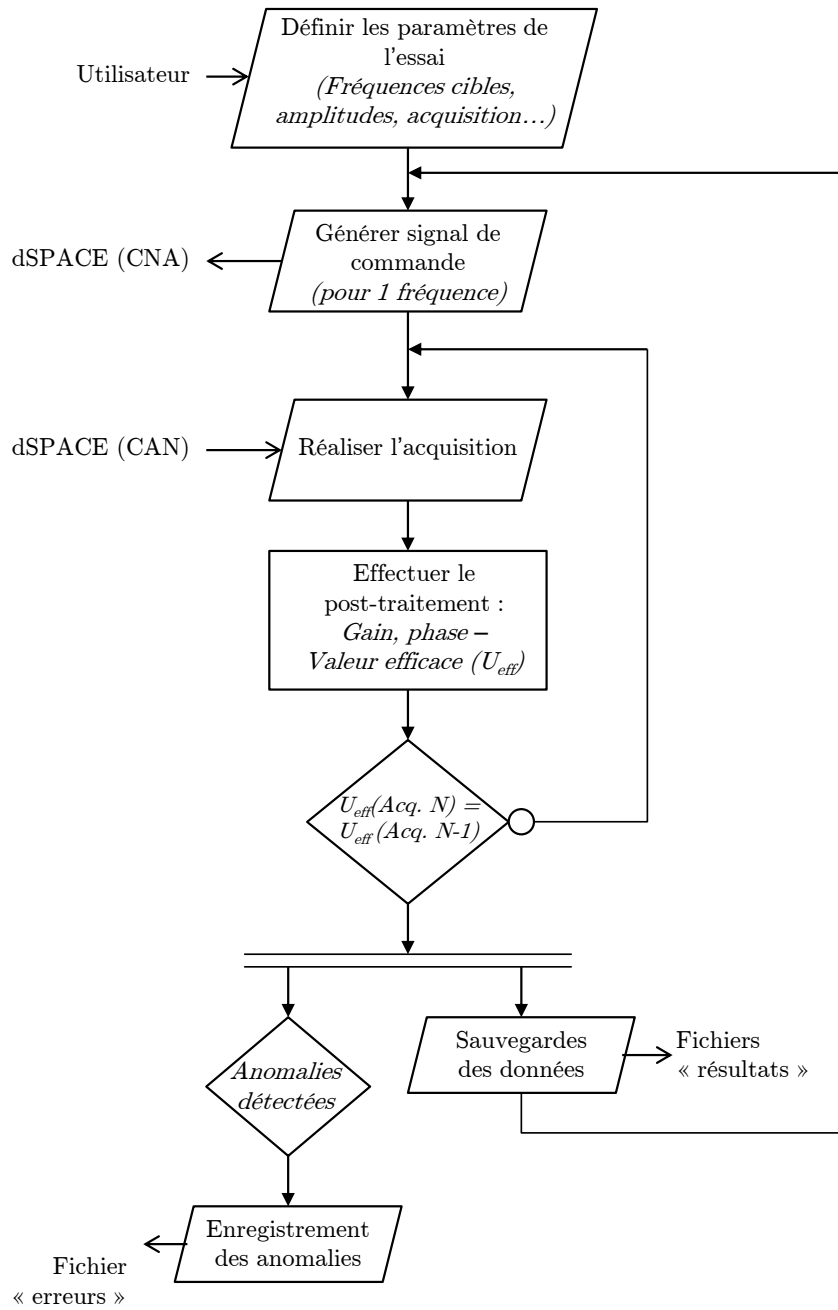 Définir les paramètres de
l'essai
(Fréquences cibles,
amplitudes, acquisition…)
Utilisateur
Générer signal de
commande
(pour 1 fréquence)
dSPACE (CNA)
dSPACE (CAN)
Réaliser l'acquisition
Effectuer le
post-traitement :
Gain, phase –
Valeur efficace (Ueff)
Ueff(Acq. N) =
Ueff (Acq. N-1)
Anomalies
détectées
Sauvegardes
des données
Fichiers
« résultats »
Enregistrement
des anomalies
Fichier
« erreurs »